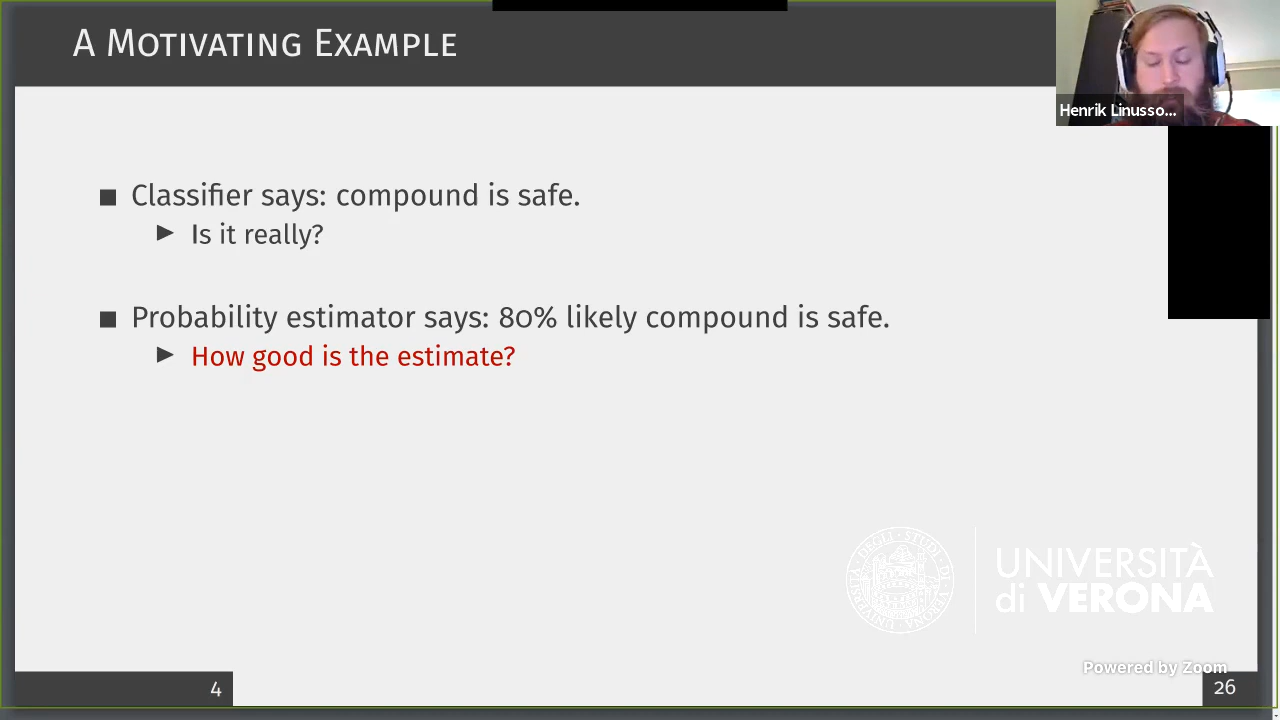 A Motivating Example
Henrik Linusso...
■ Classifier says: compound is safe.
► Is it really?
■ Probability estimator says: 80% likely compound is safe.
► How good is the estimate?
UNIVERSITÀ
di VERONA
Powered by Zoom
4
26